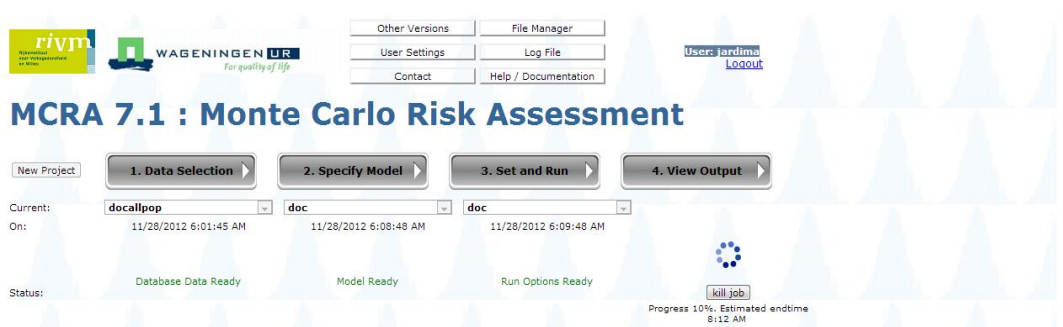 Other Versions
File Manager
rivm
Rijksinstituut
voor Volksgezondheid
en Milieu
WAGENINGEN UR
For quality of life
User Settings
Log File
User: jardima
Logout
Contact
Help / Documentation
MCRA 7.1 : Monte Carlo Risk Assessment
New Project
1. Data Selection
2. Specify Model
3. Set and Run
4. View Output
Current:
docallpop
doc
doc
On:
11/28/2012 6:01:45 AM
11/28/2012 6:08:48 AM
11/28/2012 6:09:48 AM
Status:
Database Data Ready
Model Ready
Run Options Ready
kill job
Progress 10%. Estimated endtime
8:12 AM